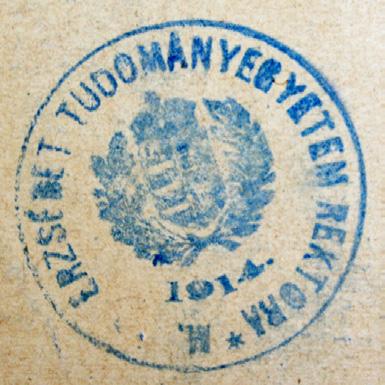 M. ERZSÉBET TUDOMÁNYEGYETEM REKTORA *
1914.